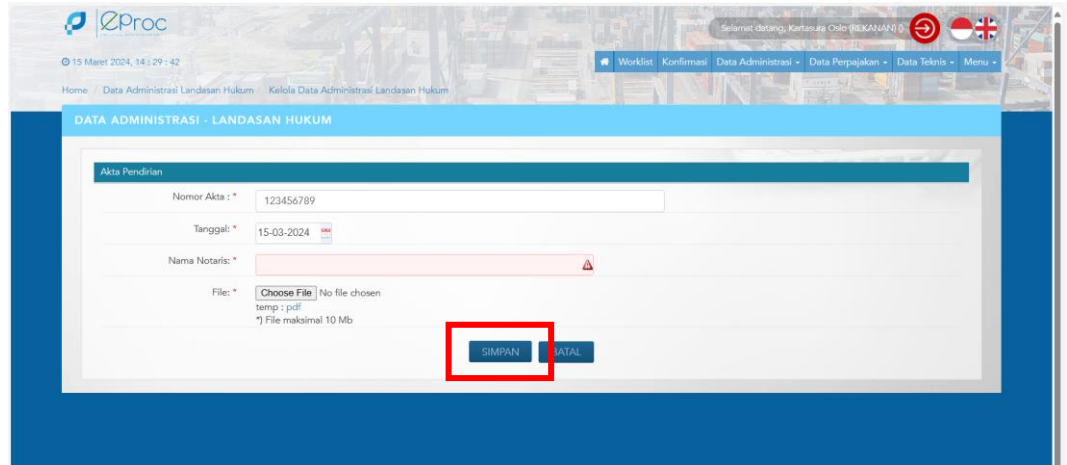 eProc
Selamat datang, Kartasura Oslo (REKANAN) ()
15 Maret 2024, 14 : 29 : 42
Worklist Konfirmasi Data Administrasi Data Perpajakan Data Teknis Menu
Home / Data Administrasi Landasan Hukum / Kelola Data Administrasi Landasan Hukum
DATA ADMINISTRASI - LANDASAN HUKUM
Akta Pendirian
Nomor Akta : * 123456789
Tanggal: * 15-03-2024
Nama Notaris: *
File: * Choose File No file chosen
temp : pdf
*) File maksimal 10 Mb
SIMPAN BATAL